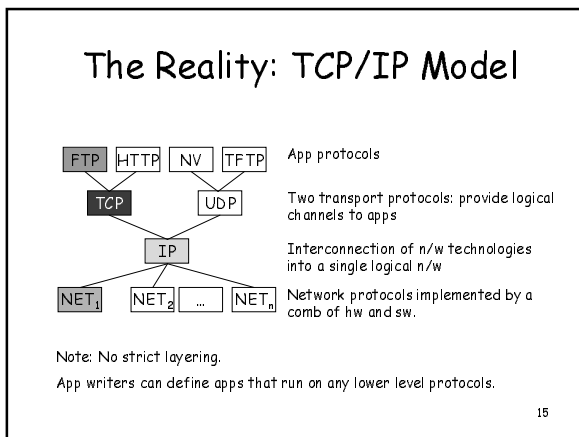 The Reality: TCP/IP Model
FTP HTTP NV TFTP App protocols
TCP UDP Two transport protocols: provide logical
channels to apps
IP Interconnection of n/w technologies
into a single logical n/w
NET1 NET2 ... NETn Network protocols implemented by a
comb of hw and sw.
Note: No strict layering.
App writers can define apps that run on any lower level protocols.
15